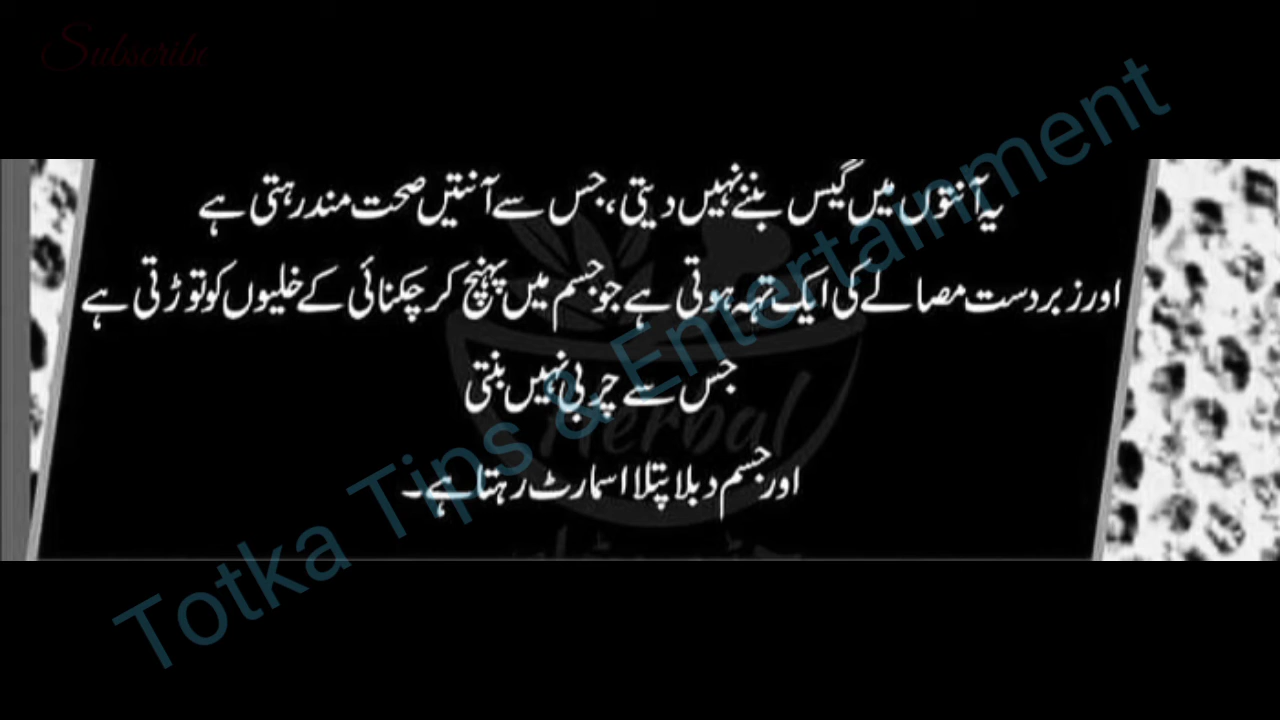 Subscribe
یہ آنتوں میں گیس بننے نہیں دیتی، جس سے آنتیں صحت مند رہتی ہے
اور زبردست مصالے کی ایک تہہ ہوتی ہے جو جسم میں پہنچ کر چکنائی کے خلیوں کو توڑتی ہے
جس سے چربی نہیں بنتی
اور جسم دبلا پتلا اسمارٹ رہتا ہے۔
Herbal
Totka Tips & Entertainment